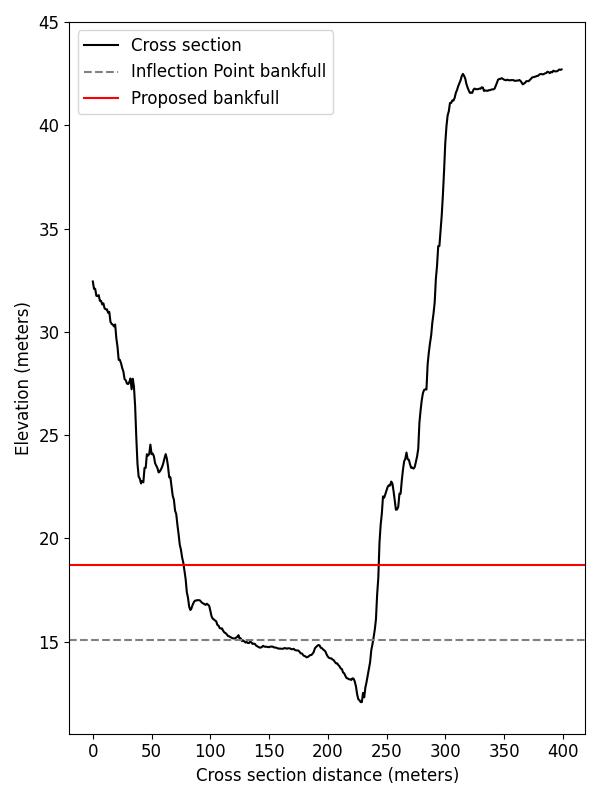 Cross section
Inflection Point bankfull
Proposed bankfull
45
40
35
30
25
20
15
Elevation (meters)
0 50 100 150 200 250 300 350 400
Cross section distance (meters)